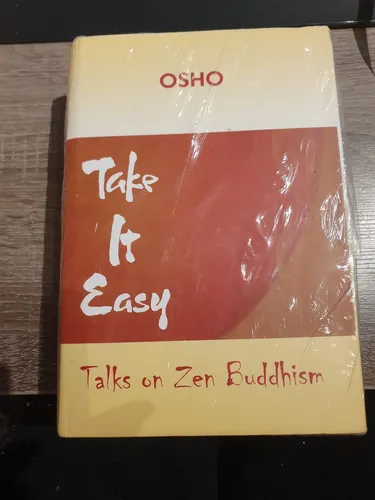 OSHO
Take
It
Easy
Talks on Zen Buddhism